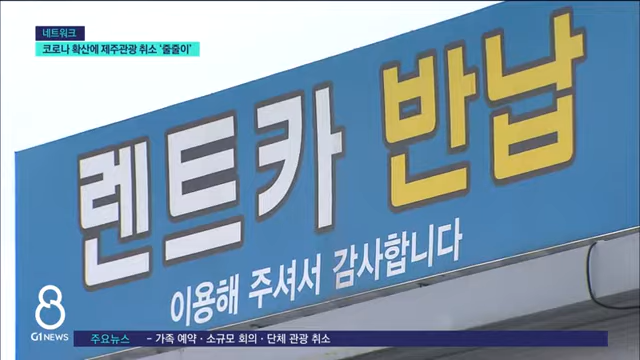 네트워크
코로나 확산에 제주관광 취소 '줄줄이'
렌트카 반납
이용해 주셔서 감사합니다
8
G1 NEWS
주요뉴스 - 가족 예약·소규모 회의·단체 관광 취소